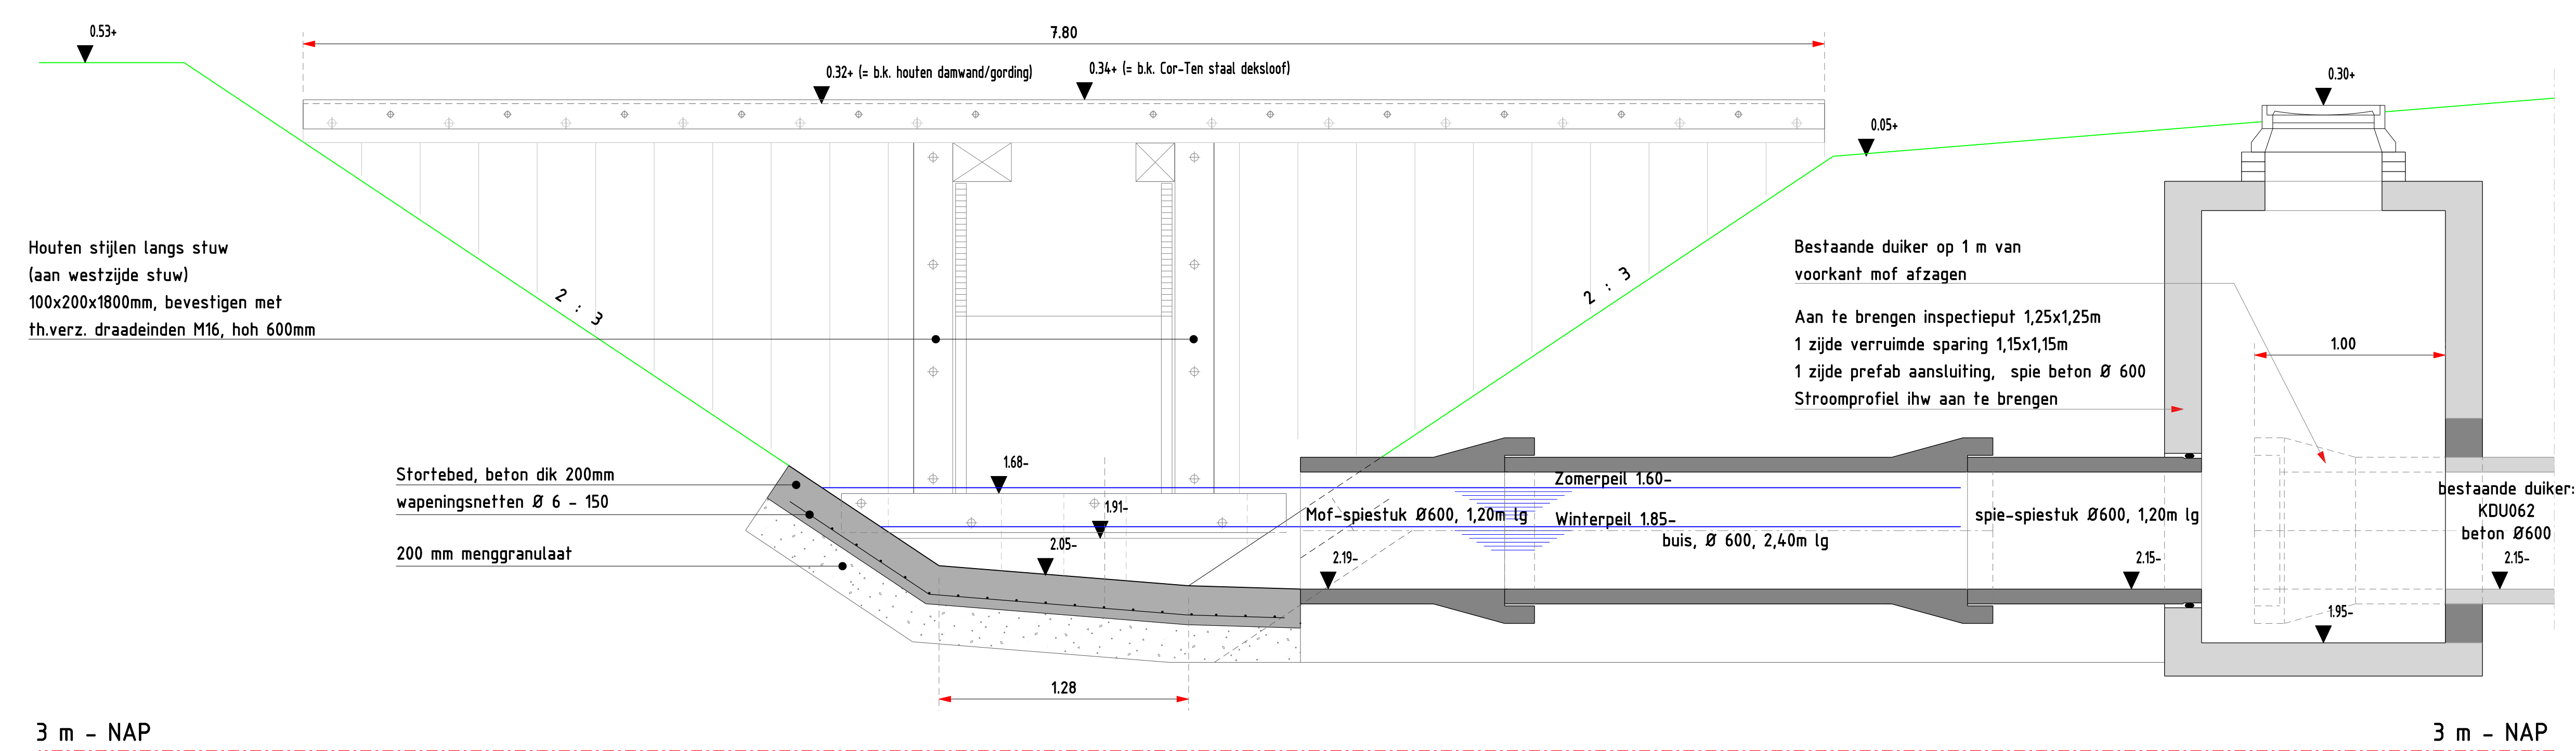 0.53+
7.80
0.32+ (= b.k. houten damwand/gording)
0.34+ (= b.k. Cor-Ten staal deksloof)
0.30+
0.05+
Houten stijlen langs stuw
(aan westzijde stuw)
100x200x1800mm, bevestigen met
th.verz. draadeinden M16, hoh 600mm
2 : 3
2 : 3
Bestaande duiker op 1 m van
voorkant mof afzagen
Aan te brengen inspectieput 1,25x1,25m
1 zijde verruimde sparing 1,15x1,15m
1 zijde prefab aansluiting, spie beton Ø 600
Stroomprofiel ihw aan te brengen
1.00
Stortebed, beton dik 200mm
wapeningsnetten Ø 6 - 150
200 mm menggranulaat
1.68-
1.91-
2.05-
Zomerpeil 1.60-
Mof-spiestuk Ø600, 1,20m lg
Winterpeil 1.85-
buis, Ø 600, 2,40m lg
spie-spiestuk Ø600, 1,20m lg
bestaande duiker:
KDU062
beton Ø600
2.19-
2.15-
2.15-
1.95-
1.28
3 m - NAP
3 m - NAP